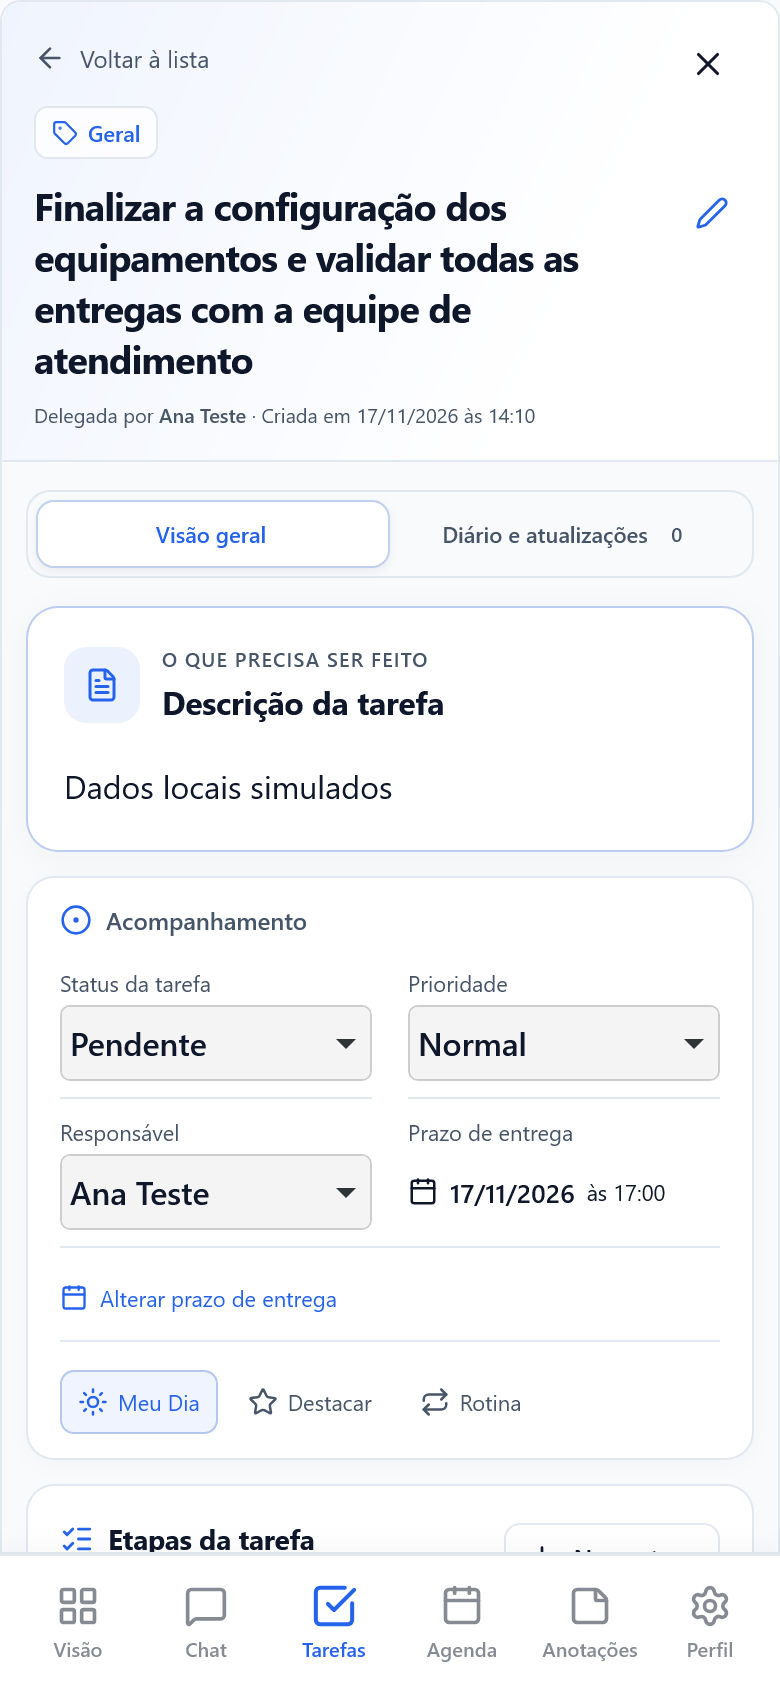 Voltar à lista
Geral
Finalizar a configuração dos
equipamentos e validar todas as
entregas com a equipe de
atendimento
Delegada por Ana Teste · Criada em 17/11/2026 às 14:10
Visão geral
Diário e atualizações 0
O QUE PRECISA SER FEITO
Descrição da tarefa
Dados locais simulados
Acompanhamento
Status da tarefa
Prioridade
Pendente
Normal
Responsável
Prazo de entrega
Ana Teste
17/11/2026 às 17:00
Alterar prazo de entrega
Meu Dia
Destacar
Rotina
Etapas da tarefa
Visão
Chat
Tarefas
Agenda
Anotações
Perfil